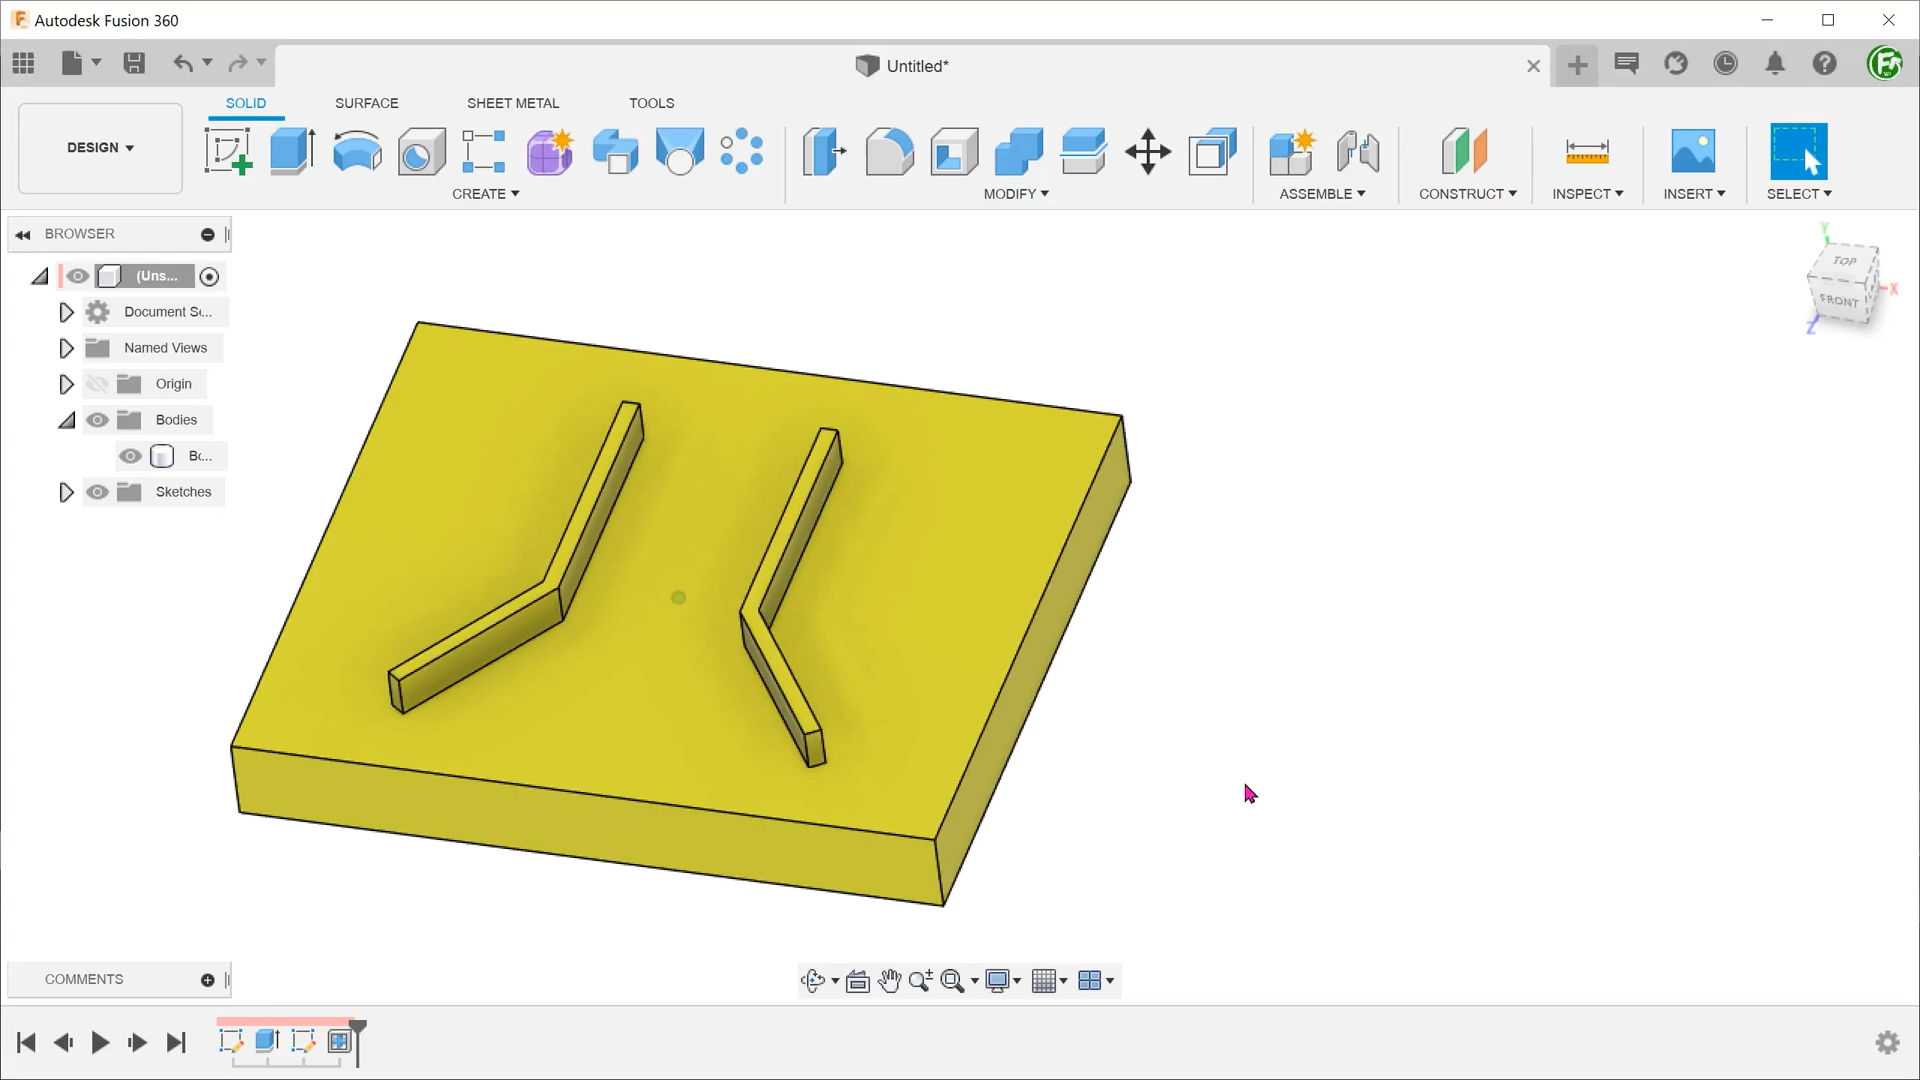 Autodesk Fusion 360
Untitled*
SOLID SURFACE SHEET METAL TOOLS
DESIGN
CREATE MODIFY ASSEMBLE CONSTRUCT INSPECT INSERT SELECT
BROWSER
(Uns...
Document S...
Named Views
Origin
Bodies
Bo...
Sketches
Y
TOP
X
FRONT
Z
COMMENTS